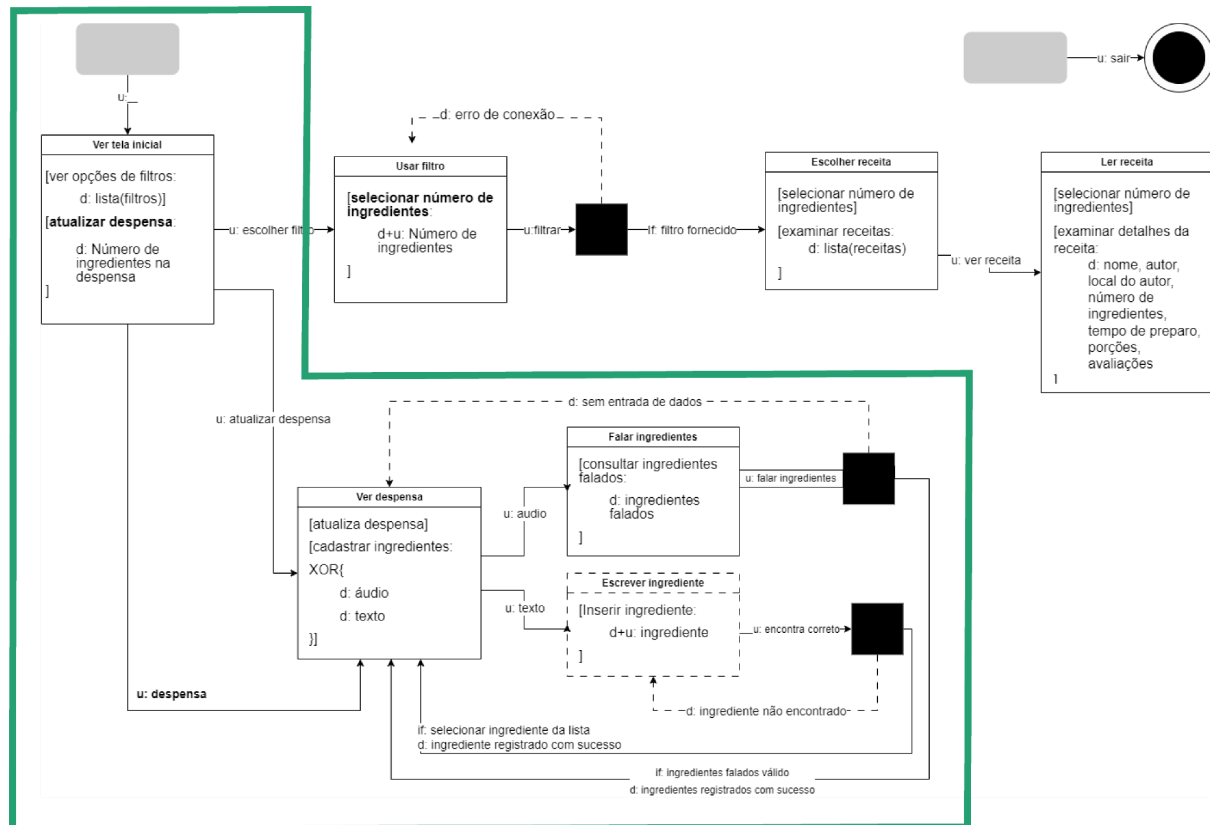 u:
Ver tela inicial
[ver opções de filtros:
d: lista(filtros)]
[atualizar despensa:
d: Número de
ingredientes na
despensa
]
u: escolher filtro
d: erro de conexão
Usar filtro
[selecionar número de
ingredientes:
d+u: Número de
ingredientes
]
u:filtrar
If: filtro fornecido
Escolher receita
[selecionar número de
ingredientes]
[examinar receitas:
d: lista(receitas)
]
u: ver receita
u: sair
Ler receita
[selecionar número de
ingredientes]
[examinar detalhes da
receita:
d: nome, autor,
local do autor,
número de
ingredientes,
tempo de preparo,
porções,
avaliações
]
u: atualizar despensa
u: despensa
d: sem entrada de dados
Ver despensa
[atualiza despensa]
[cadastrar ingredientes:
XOR{
d: áudio
d: texto
}]
u: audio
u: texto
Falar ingredientes
[consultar ingredientes
falados:
d: ingredientes
falados
]
u: falar ingredientes
Escrever ingrediente
[Inserir ingrediente:
d+u: ingrediente
]
u: encontra correto
d: ingrediente não encontrado
if: selecionar ingrediente da lista
d: ingrediente registrado com sucesso
if: ingredientes falados válido
d: ingredientes registrados com sucesso